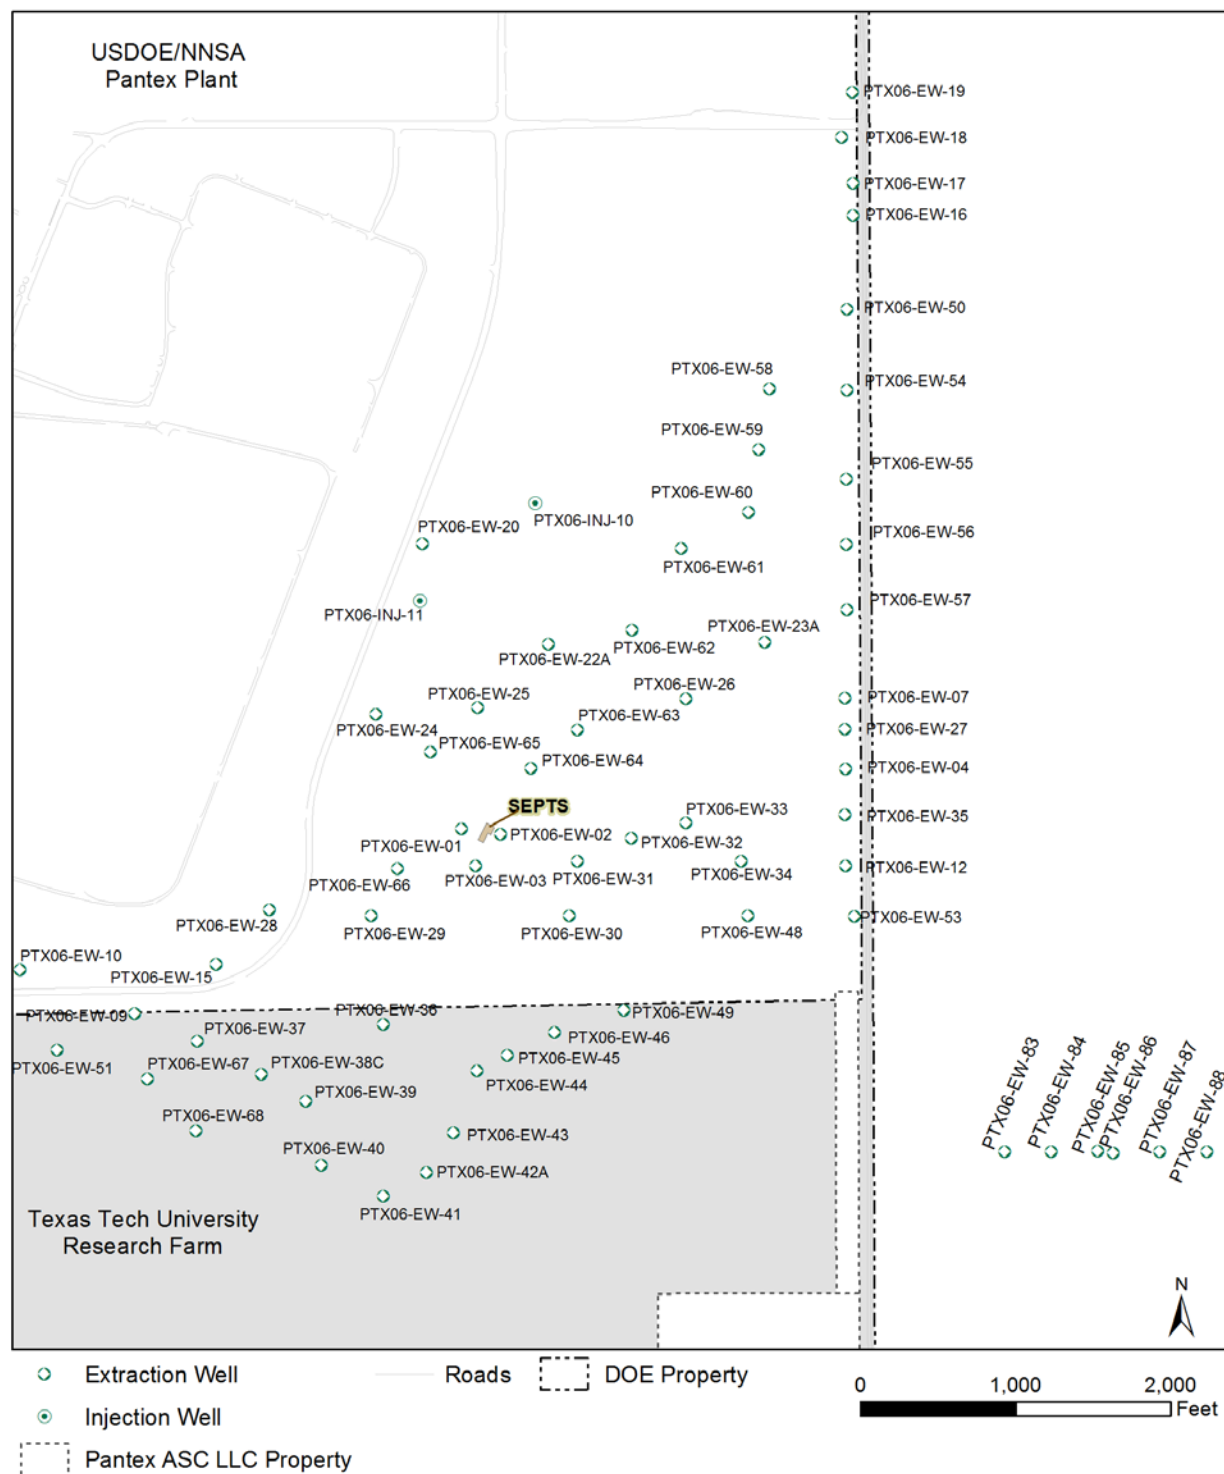 USDOE/NNSA
Pantex Plant
PTX06-EW-19
PTX06-EW-18
PTX06-EW-17
PTX06-EW-16
PTX06-EW-50
PTX06-EW-58
PTX06-EW-54
PTX06-EW-59
PTX06-EW-55
PTX06-EW-60
PTX06-INJ-10
PTX06-EW-20
PTX06-EW-56
PTX06-EW-61
PTX06-INJ-11
PTX06-EW-57
PTX06-EW-23A
PTX06-EW-62
PTX06-EW-22A
PTX06-EW-25
PTX06-EW-26
PTX06-EW-07
PTX06-EW-63
PTX06-EW-24
PTX06-EW-27
PTX06-EW-65
PTX06-EW-64
PTX06-EW-04
SEPTS
PTX06-EW-33
PTX06-EW-35
PTX06-EW-02
PTX06-EW-01
PTX06-EW-32
PTX06-EW-12
PTX06-EW-66
PTX06-EW-03
PTX06-EW-31
PTX06-EW-34
PTX06-EW-53
PTX06-EW-28
PTX06-EW-29
PTX06-EW-30
PTX06-EW-48
PTX06-EW-10
PTX06-EW-15
PTX06-EW-09
PTX06-EW-36
PTX06-EW-49
PTX06-EW-37
PTX06-EW-46
PTX06-EW-51
PTX06-EW-67
PTX06-EW-38C
PTX06-EW-45
PTX06-EW-44
PTX06-EW-39
PTX06-EW-68
PTX06-EW-43
PTX06-EW-40
PTX06-EW-42A
PTX06-EW-41
PTX06-EW-83
PTX06-EW-84
PTX06-EW-85
PTX06-EW-86
PTX06-EW-87
PTX06-EW-88
Texas Tech University
Research Farm
N
Extraction Well
Roads
DOE Property
0 1,000 2,000
Feet
Injection Well
Pantex ASC LLC Property